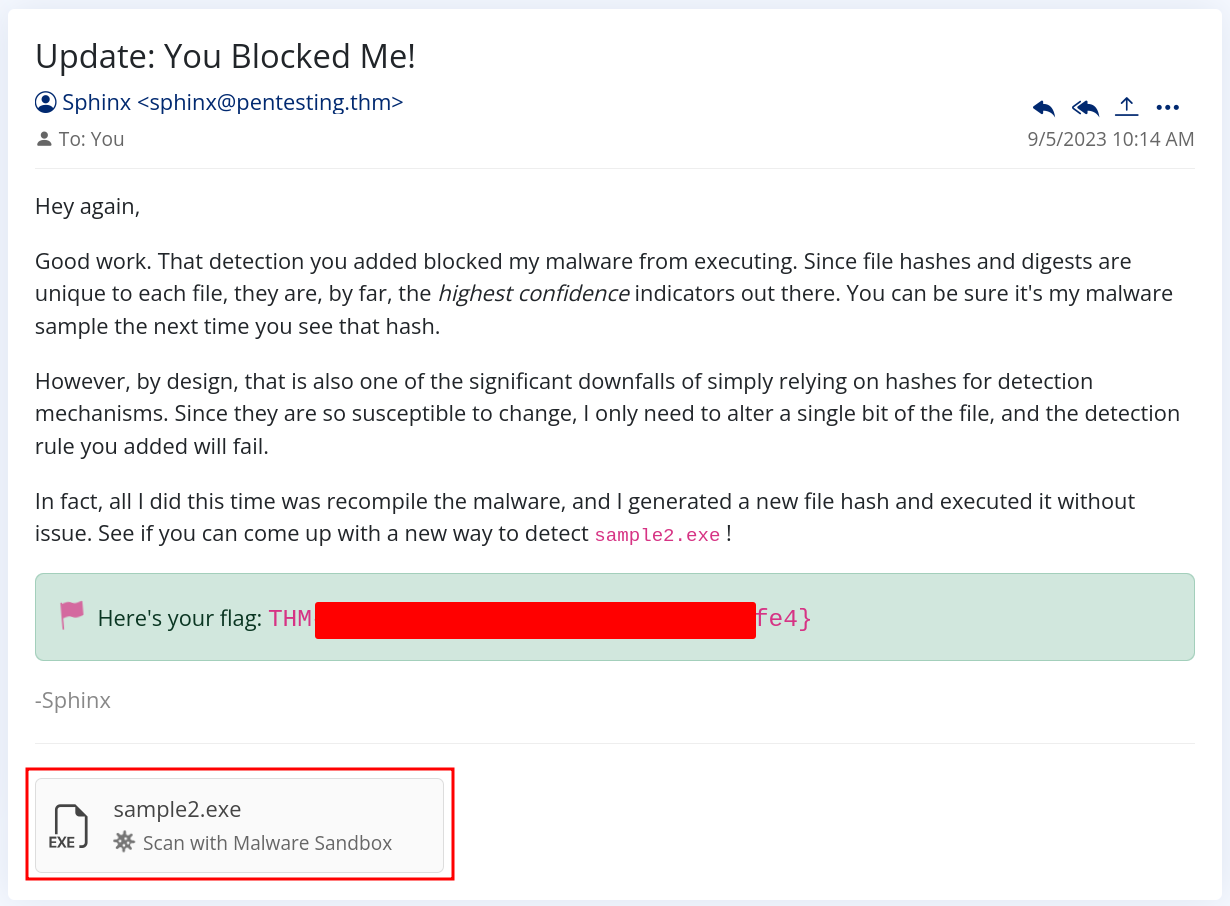 Update: You Blocked Me!
Sphinx <sphinx@pentesting.thm>
To: You
9/5/2023 10:14 AM
Hey again,
Good work. That detection you added blocked my malware from executing. Since file hashes and digests are
unique to each file, they are, by far, the highest confidence indicators out there. You can be sure it's my malware
sample the next time you see that hash.
However, by design, that is also one of the significant downfalls of simply relying on hashes for detection
mechanisms. Since they are so susceptible to change, I only need to alter a single bit of the file, and the detection
rule you added will fail.
In fact, all I did this time was recompile the malware, and I generated a new file hash and executed it without
issue. See if you can come up with a new way to detect sample2.exe !
Here's your flag: THM fe4}
-Sphinx
sample2.exe
EXE
Scan with Malware Sandbox